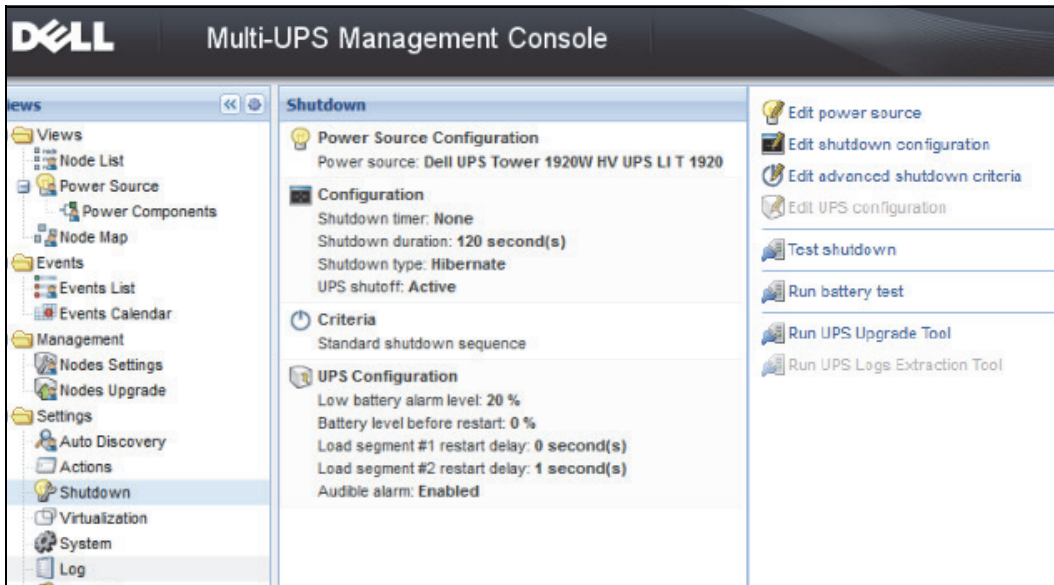 DELL
Multi-UPS Management Console
iews
Views
Node List
Power Source
Power Components
Node Map
Events
Events List
Events Calendar
Management
Nodes Settings
Nodes Upgrade
Settings
Auto Discovery
Actions
Shutdown
Virtualization
System
Log
Shutdown
Power Source Configuration
Power source: Dell UPS Tower 1920W HV UPS LI T 1920
Configuration
Shutdown timer: None
Shutdown duration: 120 second(s)
Shutdown type: Hibernate
UPS shutoff: Active
Criteria
Standard shutdown sequence
UPS Configuration
Low battery alarm level: 20 %
Battery level before restart: 0 %
Load segment #1 restart delay: 0 second(s)
Load segment #2 restart delay: 1 second(s)
Audible alarm: Enabled
Edit power source
Edit shutdown configuration
Edit advanced shutdown criteria
Edit UPS configuration
Test shutdown
Run battery test
Run UPS Upgrade Tool
Run UPS Logs Extraction Tool